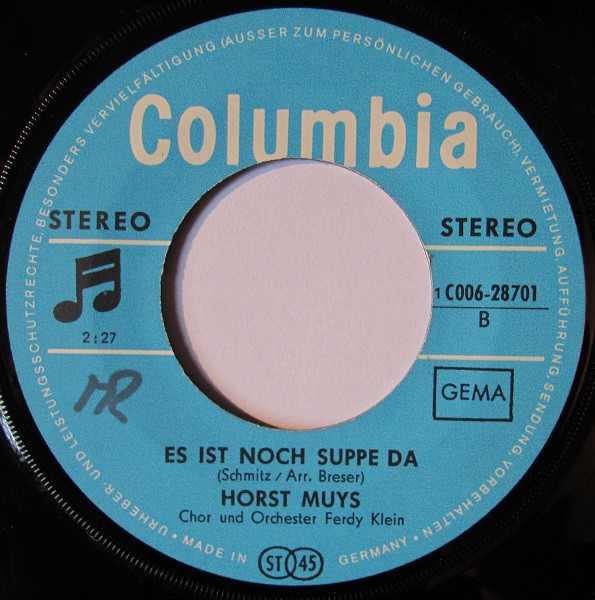 URHEBER- UND LEISTUNGSSCHUTZRECHTE, BESONDERS VERVIELFÄLTIGUNG (AUSSER ZUM PERSÖNLICHEN GEBRAUCH), VERMIETUNG, AUFFÜHRUNG, SENDUNG VORBEHALTEN
Columbia
STEREO
STEREO
2:27
1 C006-28701
B
MR
GEMA
ES IST NOCH SUPPE DA
(Schmitz / Arr. Breser)
HORST MUYS
Chor und Orchester Ferdy Klein
• MADE IN GERMANY •
ST 45